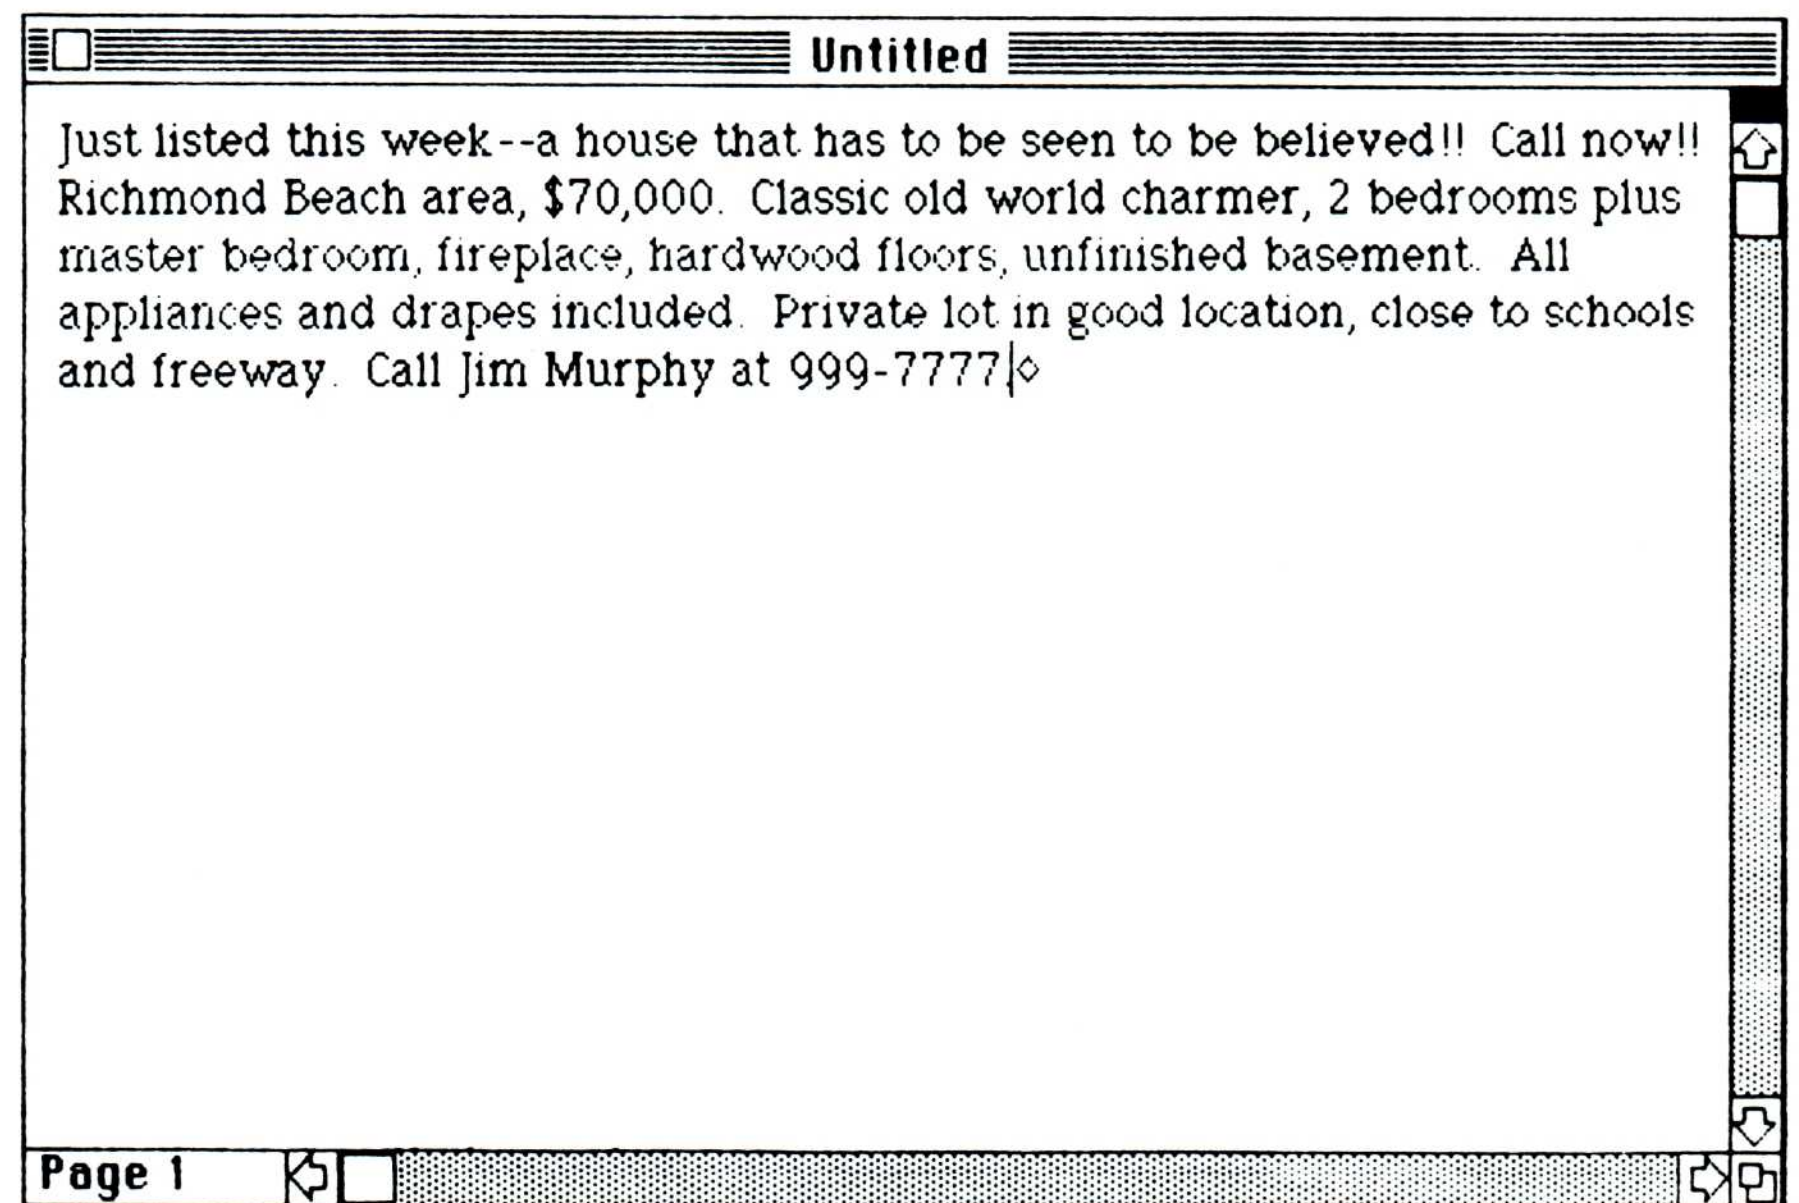 Untitled
Just listed this week--a house that has to be seen to be believed!!  Call now!!
Richmond Beach area, $70,000.  Classic old world charmer, 2 bedrooms plus
master bedroom, fireplace, hardwood floors, unfinished basement.  All
appliances and drapes included.  Private lot in good location, close to schools
and freeway.  Call Jim Murphy at 999-7777.◇
Page 1